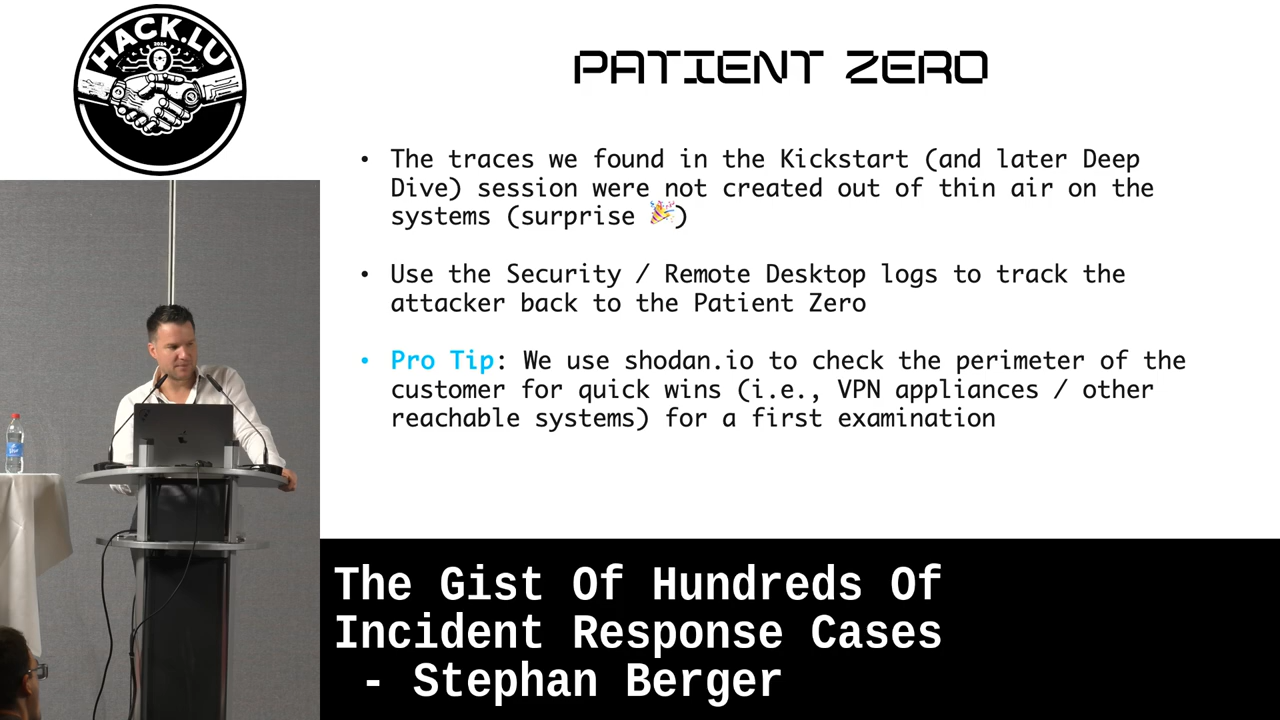 HACK.LU
2024
PATIENT ZERO
• The traces we found in the Kickstart (and later Deep
Dive) session were not created out of thin air on the
systems (surprise 🎉)
• Use the Security / Remote Desktop logs to track the
attacker back to the Patient Zero
• Pro Tip: We use shodan.io to check the perimeter of the
customer for quick wins (i.e., VPN appliances / other
reachable systems) for a first examination
The Gist Of Hundreds Of
Incident Response Cases
- Stephan Berger